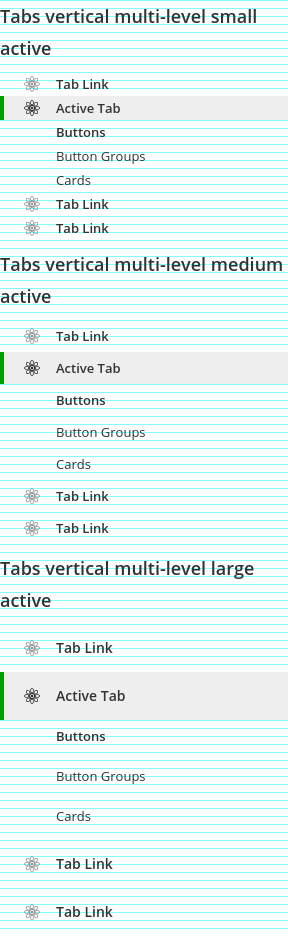 Tabs vertical multi-level small
active
Tab Link
Active Tab
Buttons
Button Groups
Cards
Tab Link
Tab Link
Tabs vertical multi-level medium
active
Tab Link
Active Tab
Buttons
Button Groups
Cards
Tab Link
Tab Link
Tabs vertical multi-level large
active
Tab Link
Active Tab
Buttons
Button Groups
Cards
Tab Link
Tab Link